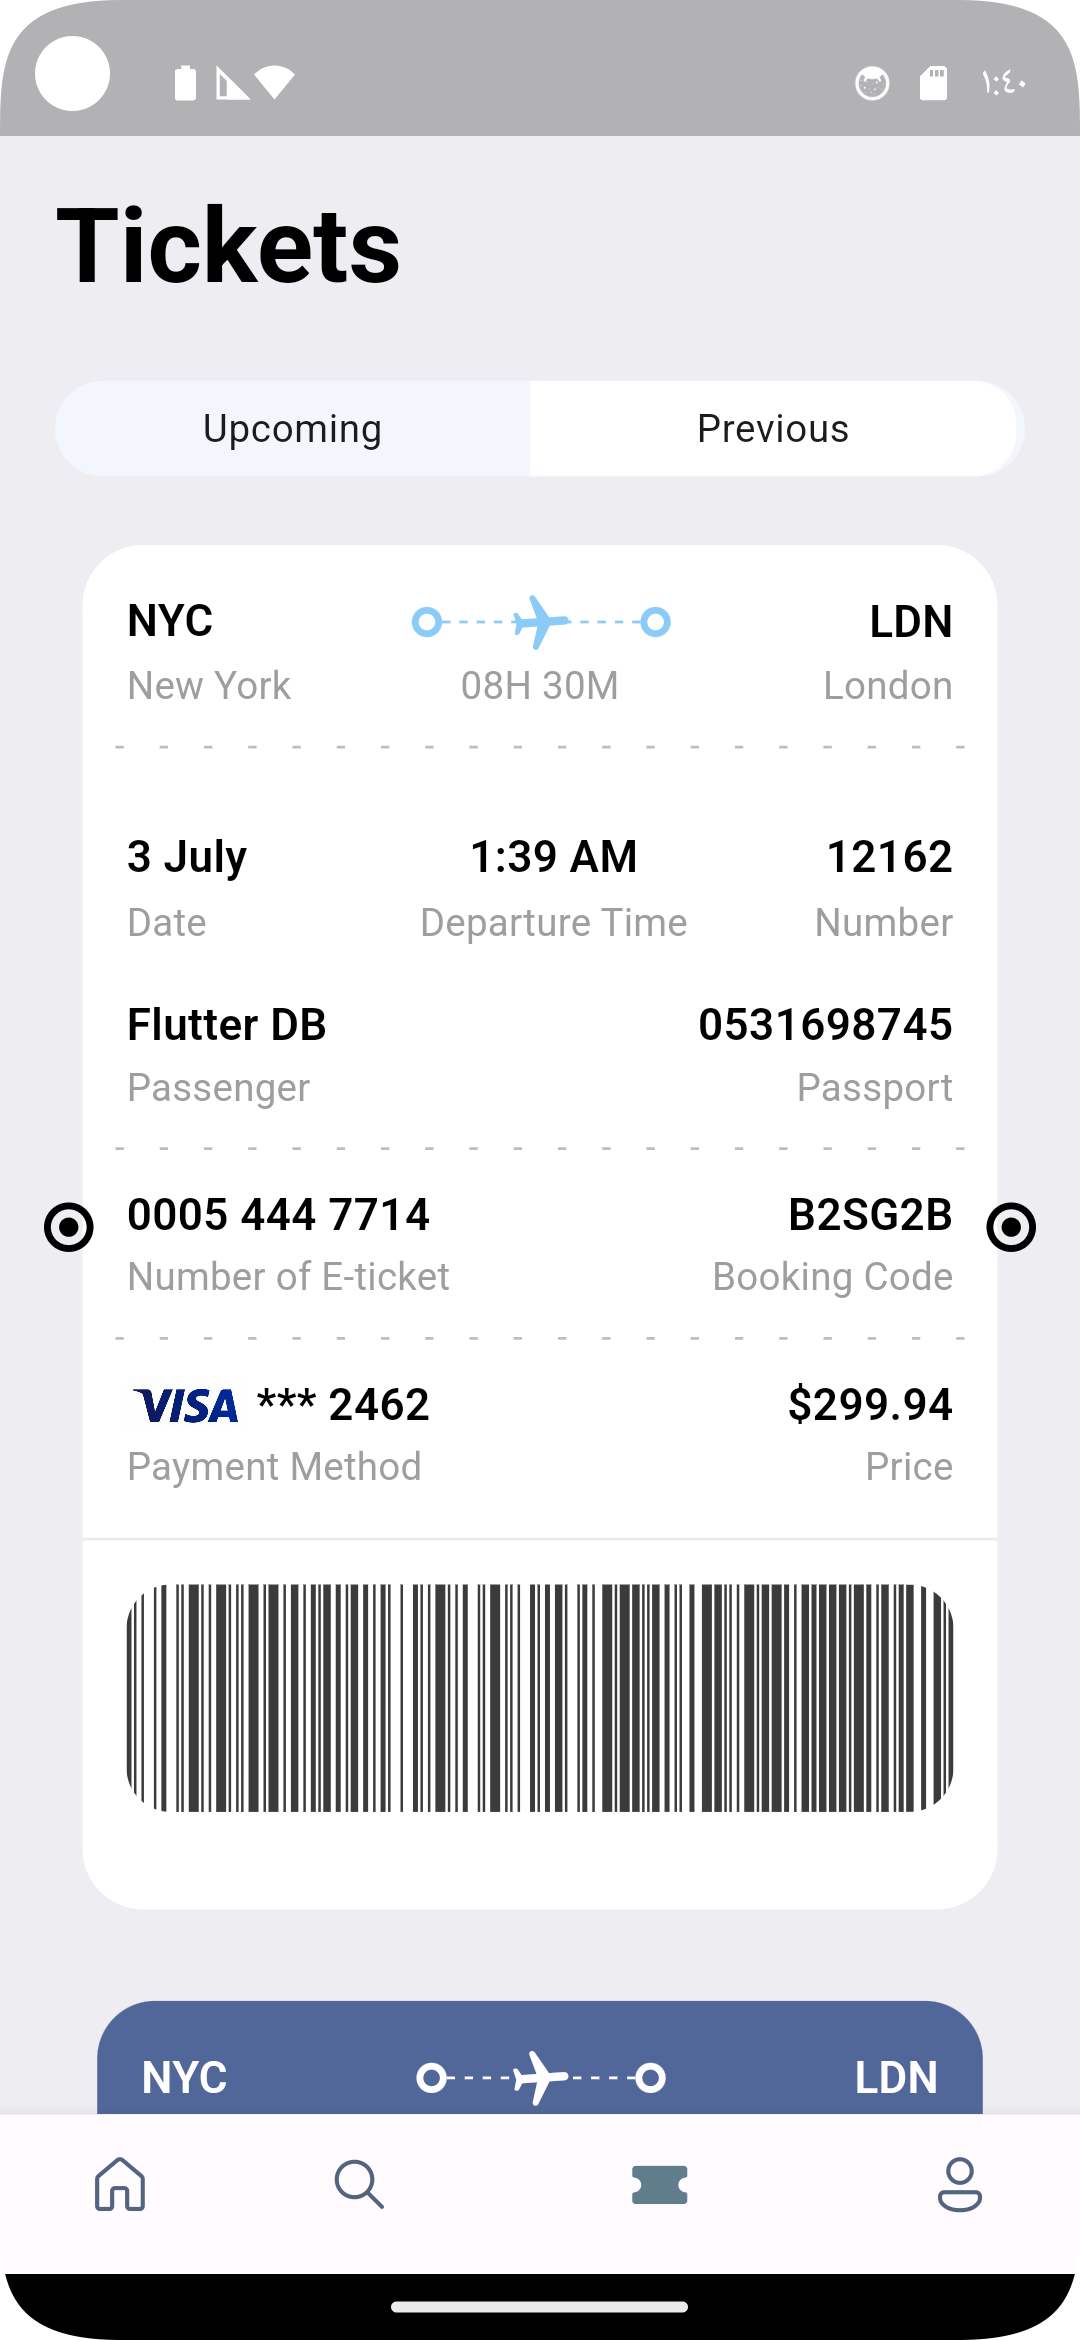 ١:٤٠
Tickets
Upcoming Previous
NYC LDN
New York 08H 30M London
3 July 1:39 AM 12162
Date Departure Time Number
Flutter DB 0531698745
Passenger Passport
0005 444 7714 B2SG2B
Number of E-ticket Booking Code
VISA *** 2462 $299.94
Payment Method Price
NYC LDN